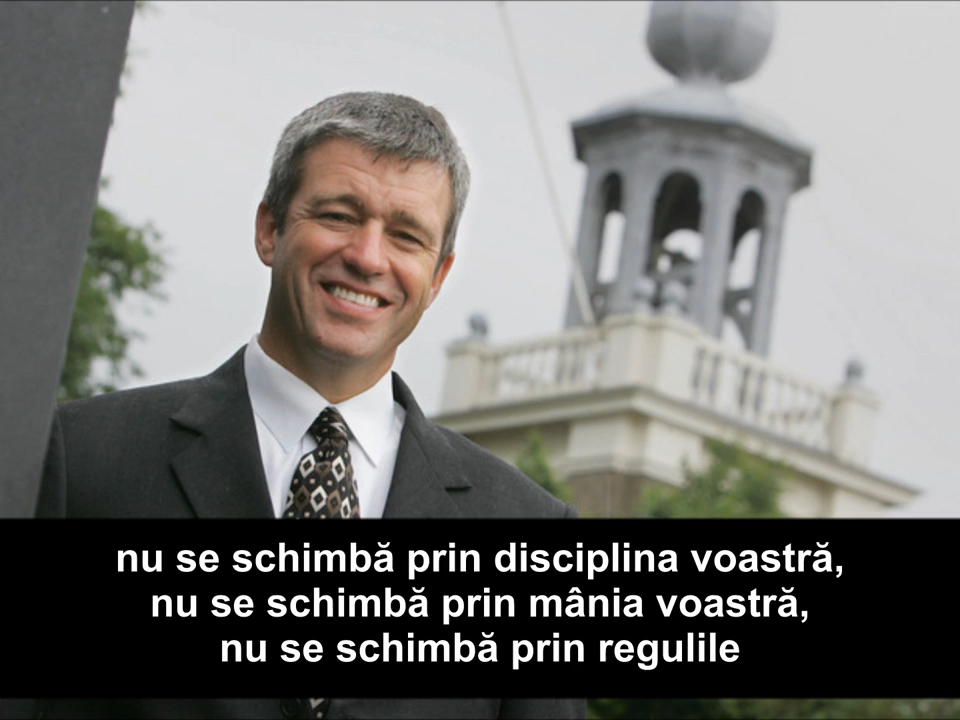 nu se schimbă prin disciplina voastră,
nu se schimbă prin mânia voastră,
nu se schimbă prin regulile